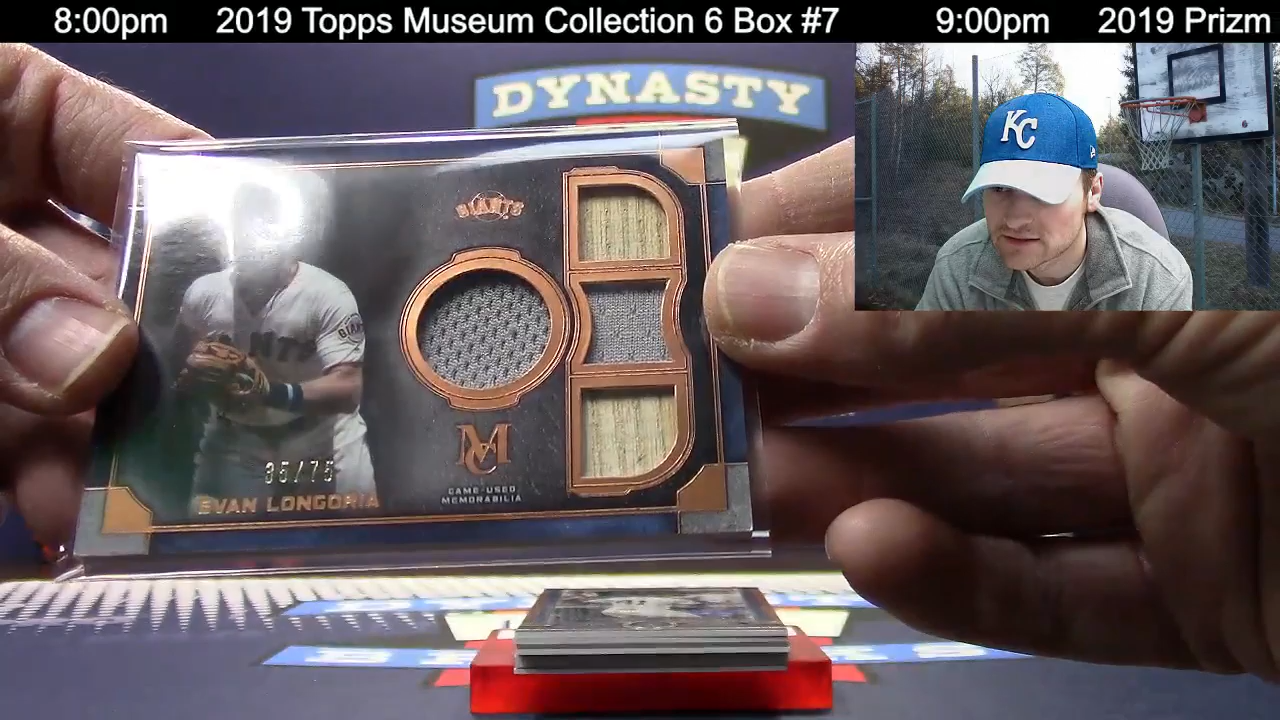 8:00pm 2019 Topps Museum Collection 6 Box #7 9:00pm 2019 Prizm
DYNASTY
GIANTS
KC
GIANTS
35/75
EVAN LONGORIA
MC
GAME-USED
MEMORABILIA